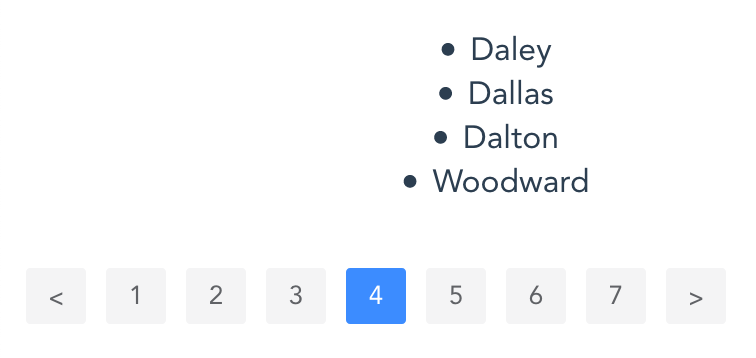 • Daley
• Dallas
• Dalton
• Woodward
< 1 2 3 4 5 6 7 >